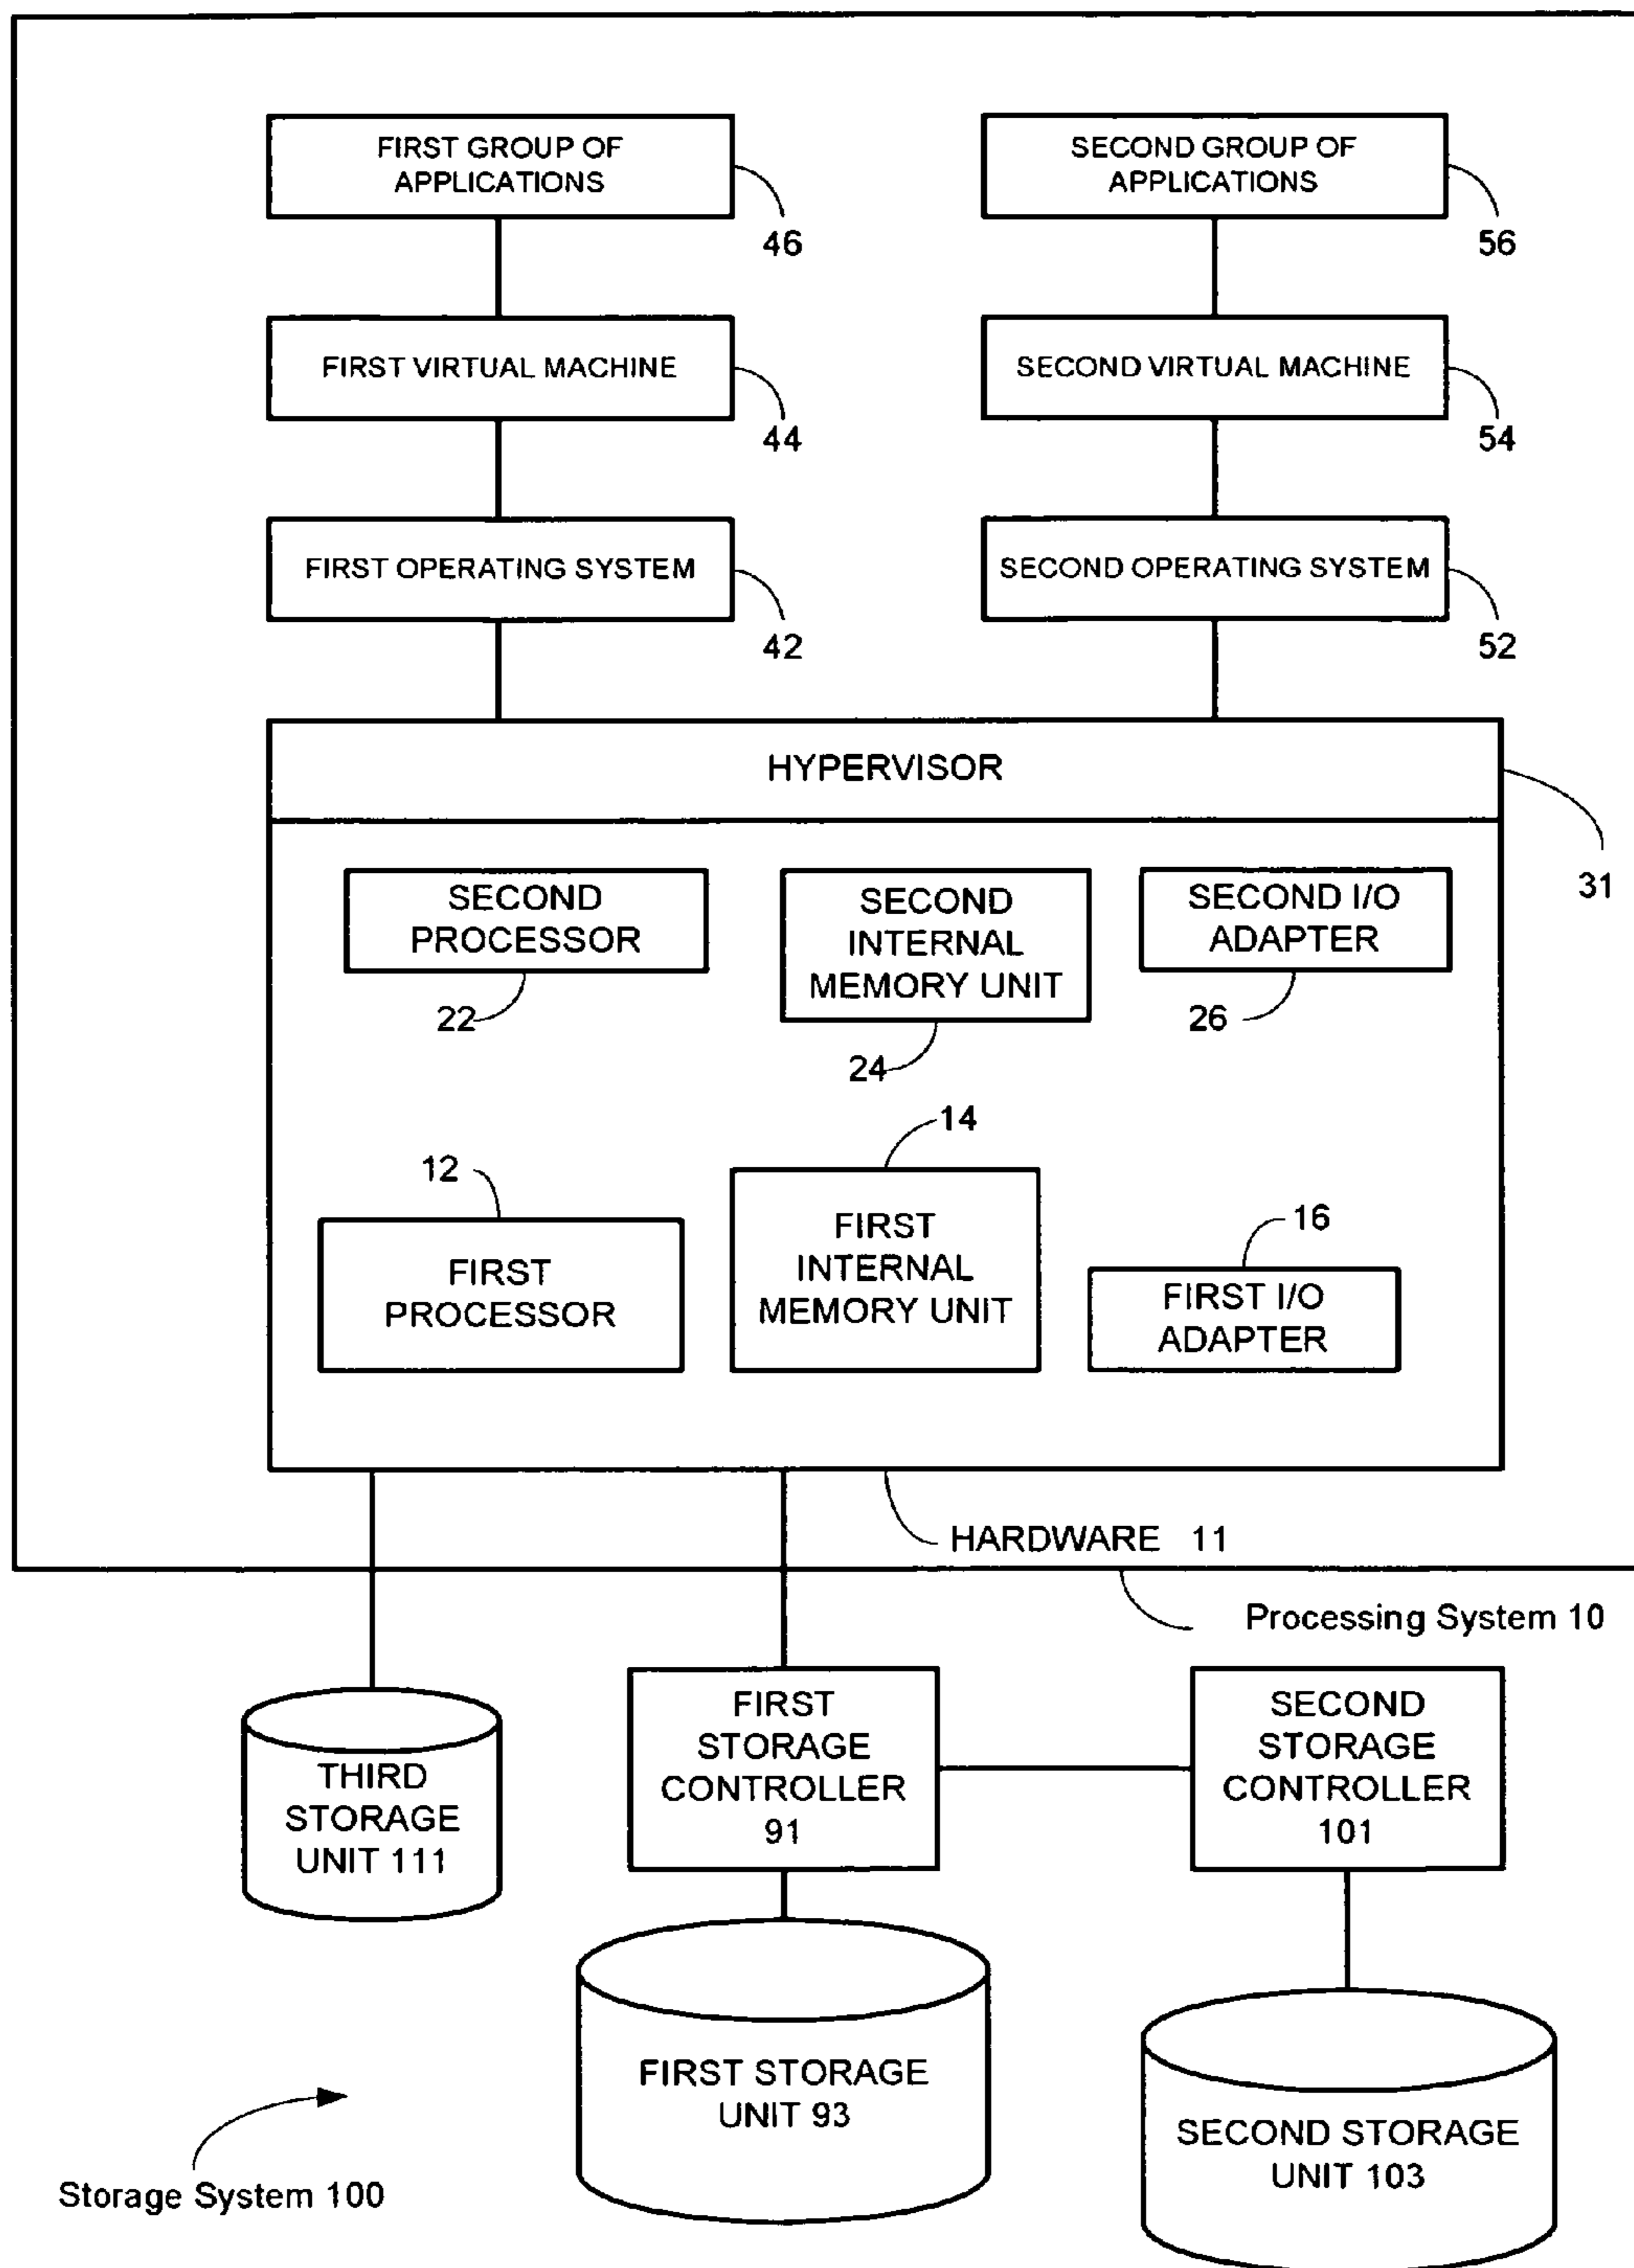 FIRST GROUP OF
APPLICATIONS
46
SECOND GROUP OF
APPLICATIONS
56
FIRST VIRTUAL MACHINE
44
SECOND VIRTUAL MACHINE
54
FIRST OPERATING SYSTEM
42
SECOND OPERATING SYSTEM
52
HYPERVISOR
31
SECOND
PROCESSOR
22
SECOND
INTERNAL
MEMORY UNIT
24
SECOND I/O
ADAPTER
26
12
FIRST
PROCESSOR
14
FIRST
INTERNAL
MEMORY UNIT
16
FIRST I/O
ADAPTER
HARDWARE 11
Processing System 10
THIRD
STORAGE
UNIT 111
FIRST
STORAGE
CONTROLLER
91
SECOND
STORAGE
CONTROLLER
101
FIRST STORAGE
UNIT 93
SECOND STORAGE
UNIT 103
Storage System 100